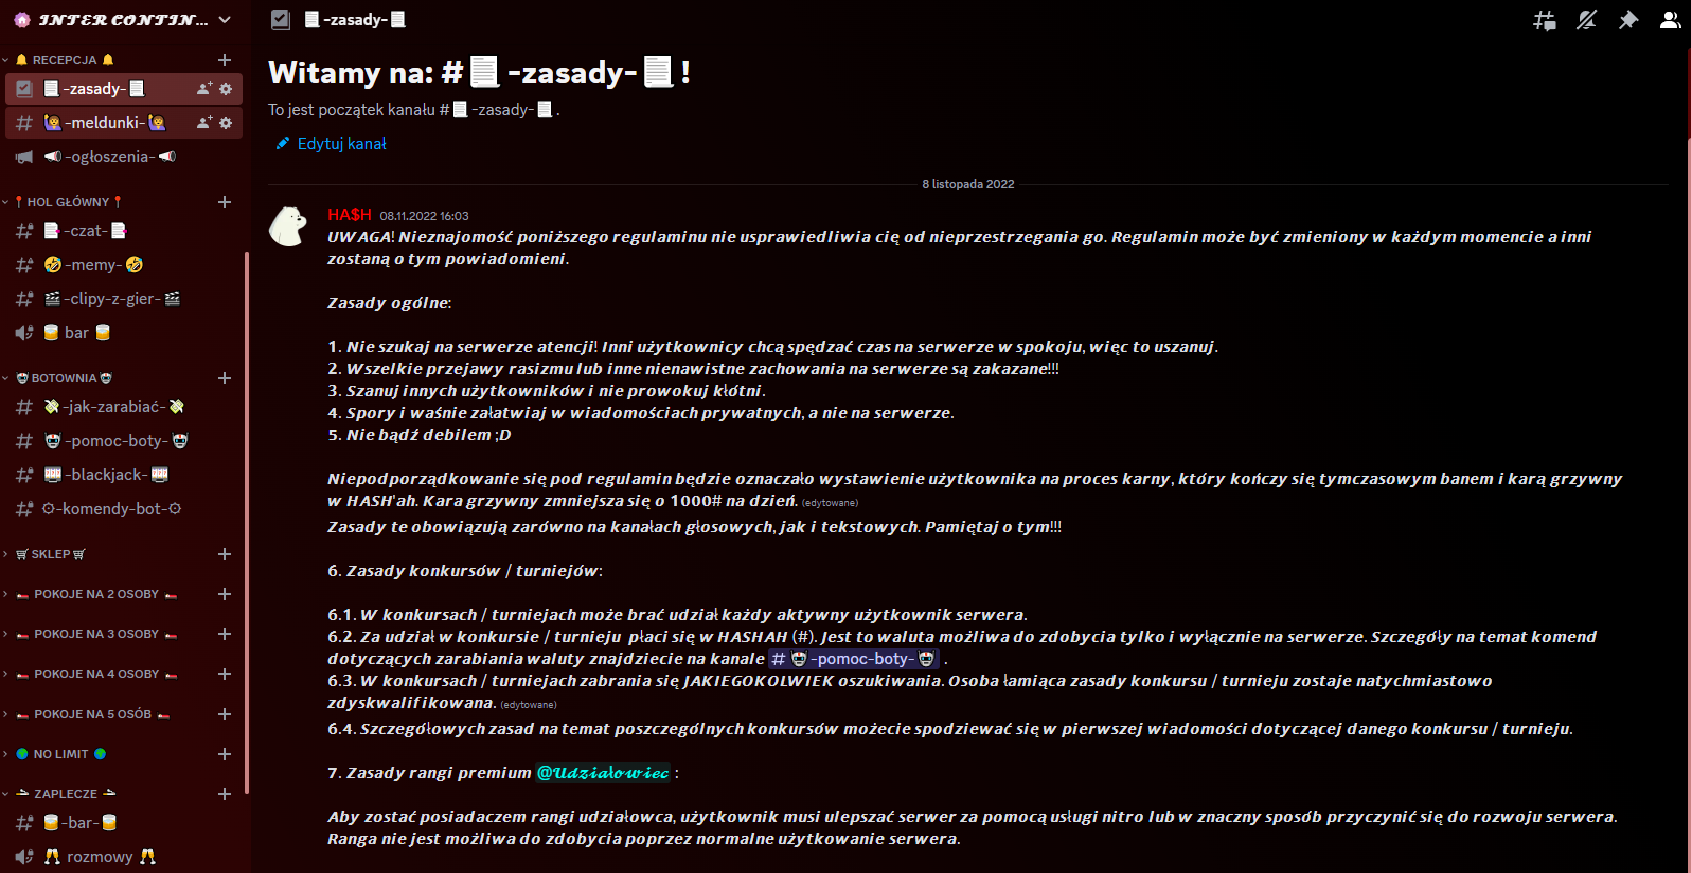 INTERCONTIN...
RECEPCJA
-zasady-
-meldunki-
-ogłoszenia-
HOL GŁÓWNY
-czat-
-memy-
-clipy-z-gier-
bar
BOTOWNIA
-jak-zarabiać-
-pomoc-boty-
-blackjack-
-komendy-bot-
SKLEP
POKOJE NA 2 OSOBY
POKOJE NA 3 OSOBY
POKOJE NA 4 OSOBY
POKOJE NA 5 OSÓB
NO LIMIT
ZAPLECZE
-bar-
rozmowy
-zasady-
Witamy na: # -zasady- !
To jest początek kanału # -zasady- .
Edytuj kanał
8 listopada 2022
HA$H 08.11.2022 16:03
UWAGA! Nieznajomość poniższego regulaminu nie usprawiedliwia cię od nieprzestrzegania go. Regulamin może być zmieniony w każdym momencie a inni
zostaną o tym powiadomieni.
Zasady ogólne:
1. Nie szukaj na serwerze atencji! Inni użytkownicy chcą spędzać czas na serwerze w spokoju, więc to uszanuj.
2. Wszelkie przejawy rasizmu lub inne nienawistne zachowania na serwerze są zakazane!!!
3. Szanuj innych użytkowników i nie prowokuj kłótni.
4. Spory i waśnie załatwiaj w wiadomościach prywatnych, a nie na serwerze.
5. Nie bądź debilem ;D
Niepodporządkowanie się pod regulamin będzie oznaczało wystawienie użytkownika na proces karny, który kończy się tymczasowym banem i karą grzywny
w HASH'ah. Kara grzywny zmniejsza się o 1000# na dzień. (edytowane)
Zasady te obowiązują zarówno na kanałach głosowych, jak i tekstowych. Pamiętaj o tym!!!
6. Zasady konkursów / turniejów:
6.1. W konkursach / turniejach może brać udział każdy aktywny użytkownik serwera.
6.2. Za udział w konkursie / turnieju płaci się w HASHAH (#). Jest to waluta możliwa do zdobycia tylko i wyłącznie na serwerze. Szczegóły na temat komend
dotyczących zarabiania waluty znajdziecie na kanale # -pomoc-boty- .
6.3. W konkursach / turniejach zabrania się JAKIEGOKOLWIEK oszukiwania. Osoba łamiąca zasady konkursu / turnieju zostaje natychmiastowo
zdyskwalifikowana. (edytowane)
6.4. Szczegółowych zasad na temat poszczególnych konkursów możecie spodziewać się w pierwszej wiadomości dotyczącej danego konkursu / turnieju.
7. Zasady rangi premium @Udziałowiec :
Aby zostać posiadaczem rangi udziałowca, użytkownik musi ulepszać serwer za pomocą usługi nitro lub w znaczny sposób przyczynić się do rozwoju serwera.
Ranga nie jest możliwa do zdobycia poprzez normalne użytkowanie serwera.